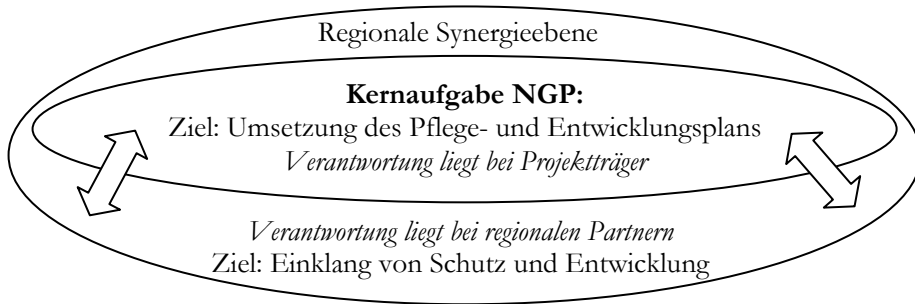 Regionale Synergieebene
Kernaufgabe NGP:
Ziel: Umsetzung des Pflege- und Entwicklungsplans
Verantwortung liegt bei Projektträger
Verantwortung liegt bei regionalen Partnern
Ziel: Einklang von Schutz und Entwicklung